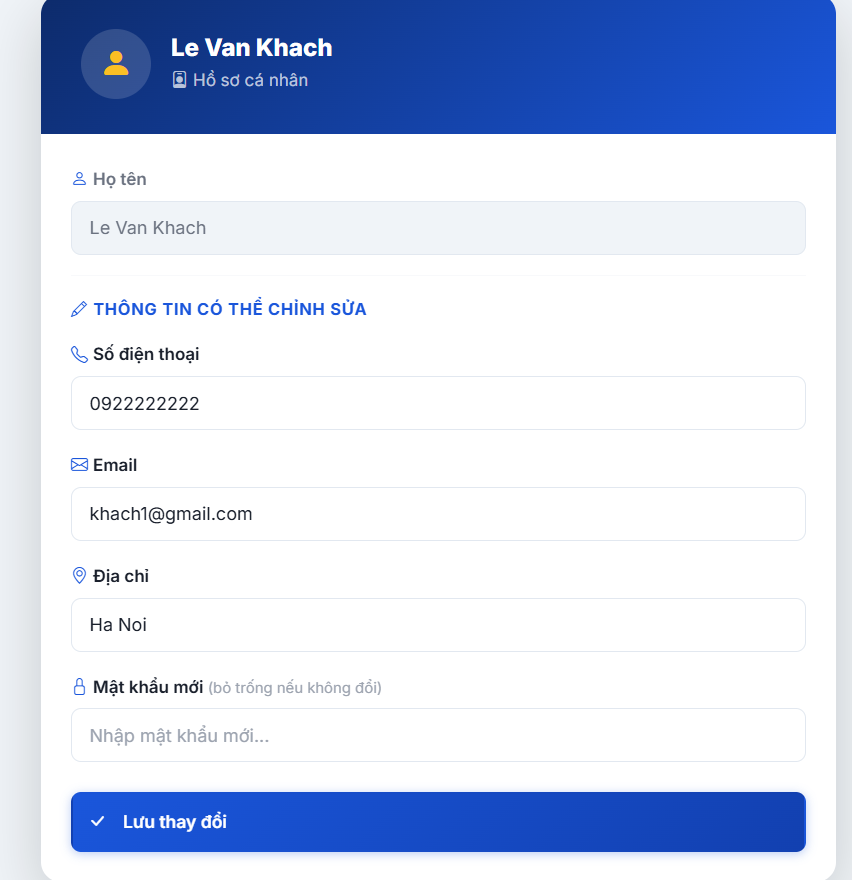 Le Van Khach
Hồ sơ cá nhân
Họ tên
Le Van Khach
THÔNG TIN CÓ THỂ CHỈNH SỬA
Số điện thoại
0922222222
Email
khach1@gmail.com
Địa chỉ
Ha Noi
Mật khẩu mới (bỏ trống nếu không đổi)
Nhập mật khẩu mới...
Lưu thay đổi